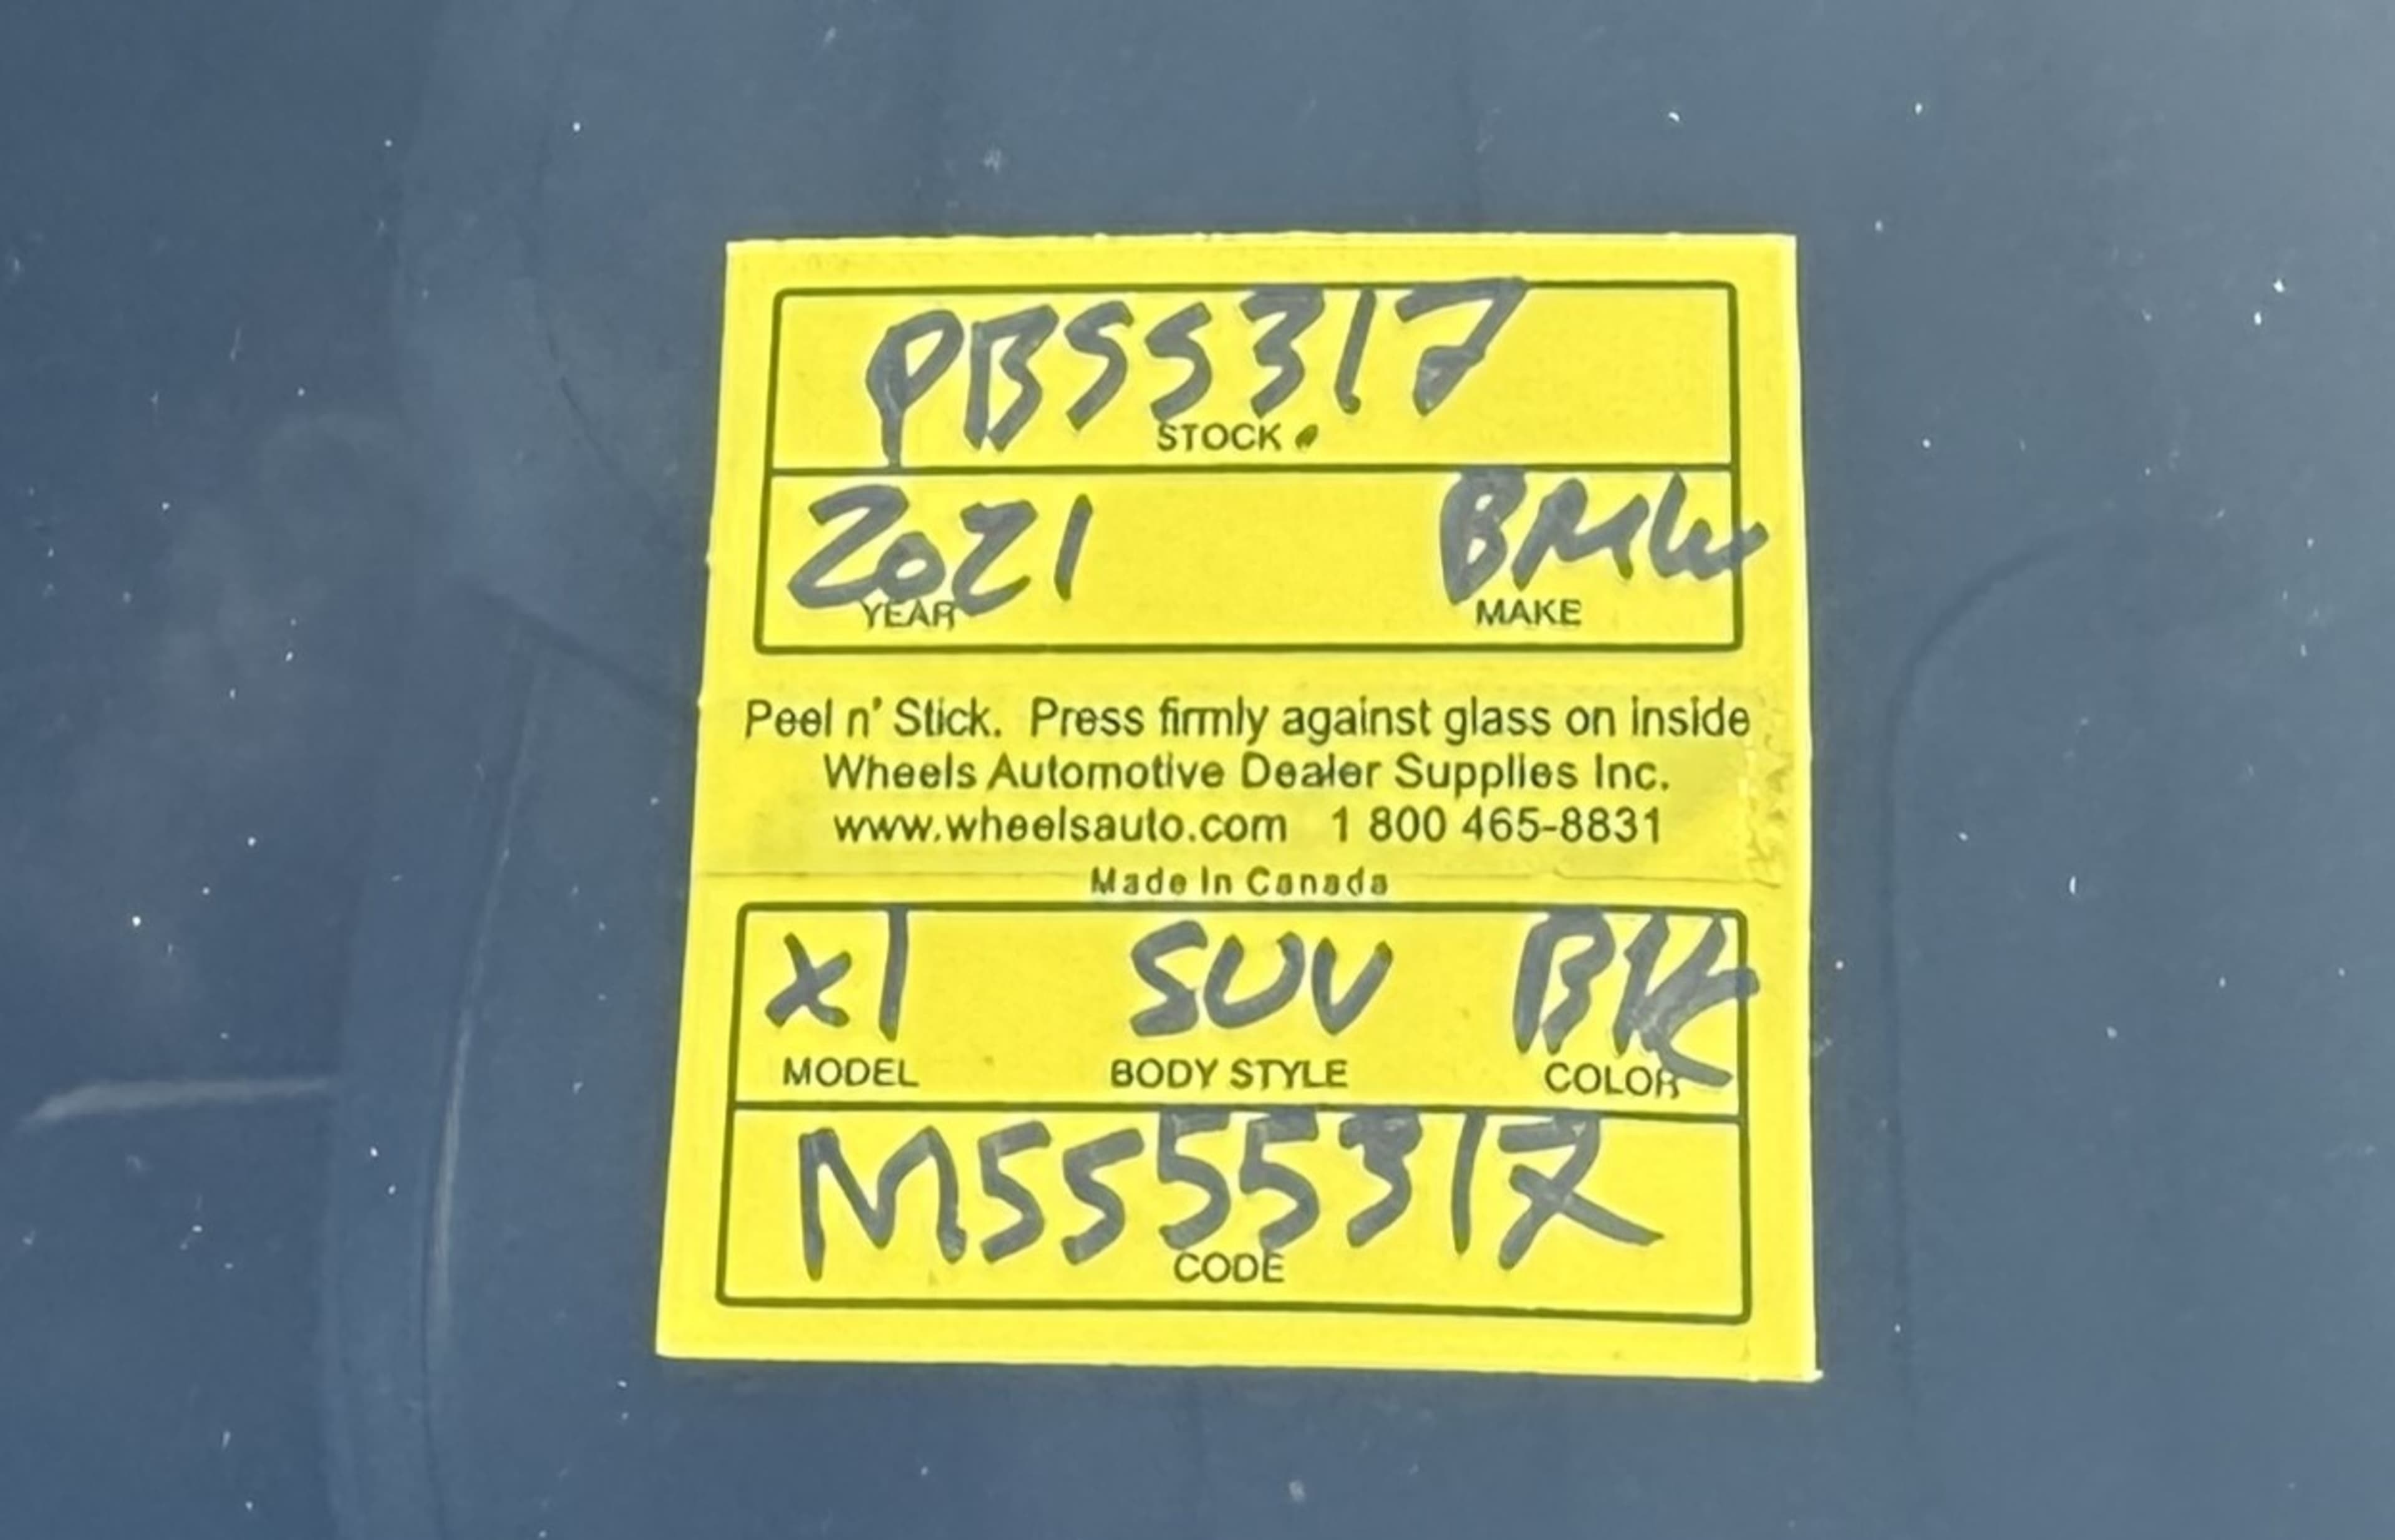 PB55317
STOCK
2021 BMW
YEAR MAKE
Peel n' Stick. Press firmly against glass on inside
Wheels Automotive Dealer Supplies Inc.
www.wheelsauto.com 1 800 465-8831
Made In Canada
X1 SUV BK
MODEL BODY STYLE COLOR
M5555317
CODE